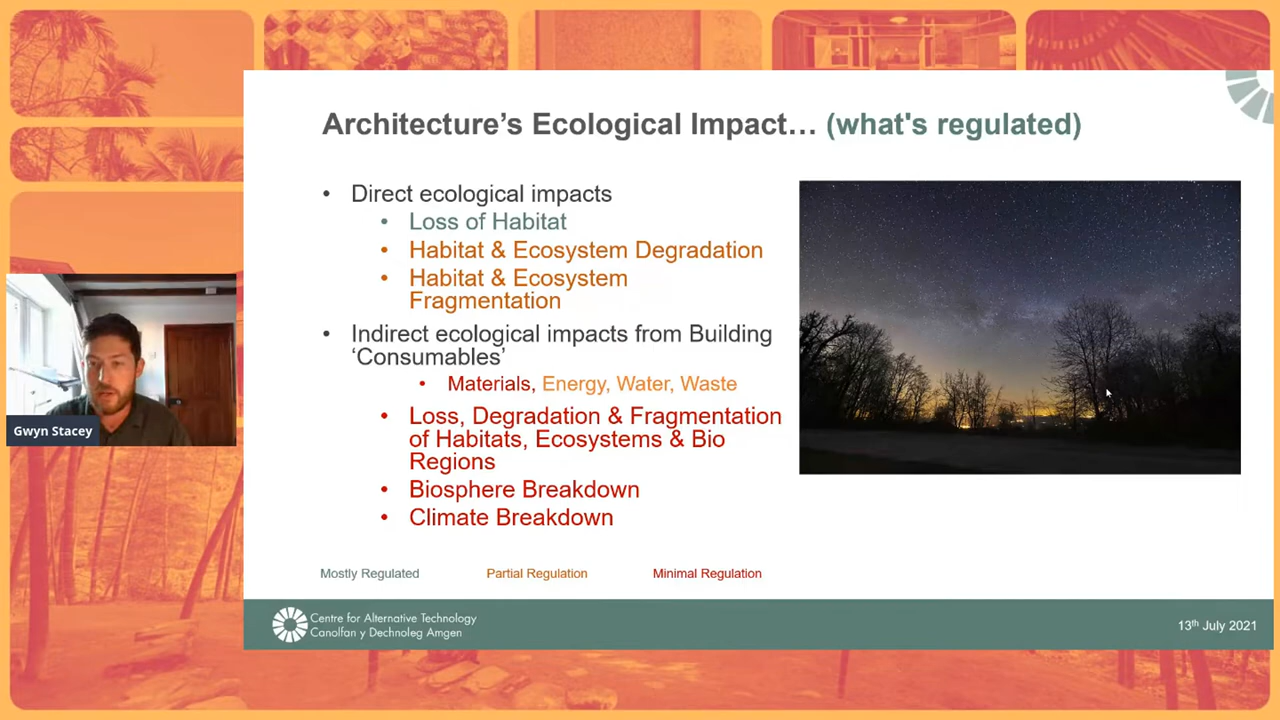 Architecture’s Ecological Impact… (what's regulated)
• Direct ecological impacts
• Loss of Habitat
• Habitat & Ecosystem Degradation
• Habitat & Ecosystem
Fragmentation
• Indirect ecological impacts from Building
‘Consumables’
• Materials, Energy, Water, Waste
• Loss, Degradation & Fragmentation
of Habitats, Ecosystems & Bio
Regions
• Biosphere Breakdown
• Climate Breakdown
Mostly Regulated Partial Regulation Minimal Regulation
Gwyn Stacey
Centre for Alternative Technology
Canolfan y Dechnoleg Amgen
13th July 2021